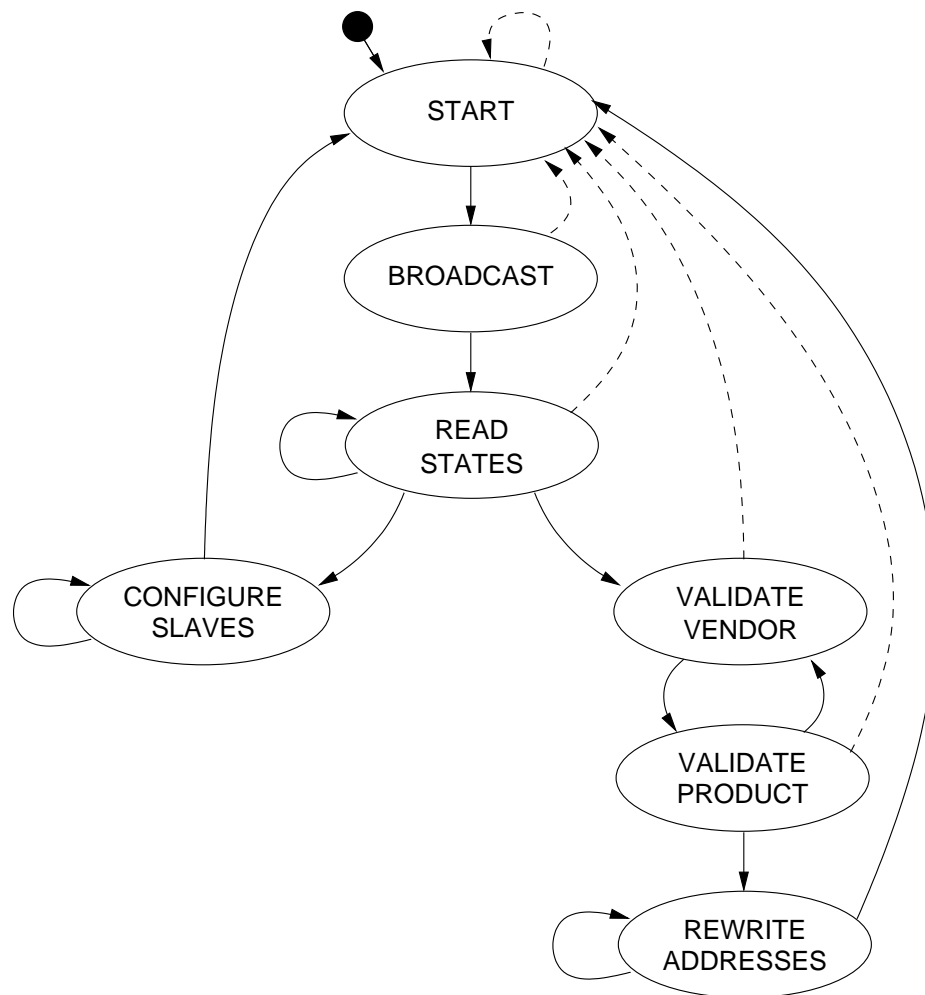 START
BROADCAST
READ
STATES
CONFIGURE
SLAVES
VALIDATE
VENDOR
VALIDATE
PRODUCT
REWRITE
ADDRESSES